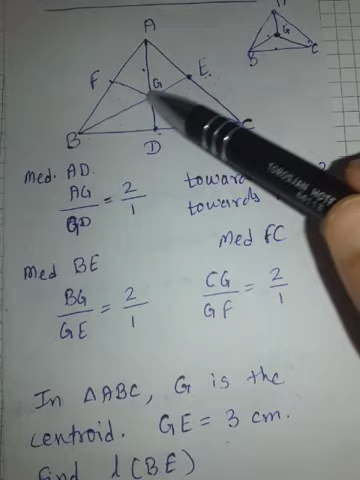 A
A
G
B
C
F
G
E.
B
D
C
Med. AD.
AG/GD = 2/1
towards
towards
Med FC
Med BE
BG/GE = 2/1
CG/GF = 2/1
In ΔABC, G is the
centroid. GE = 3 cm.
find l(BE)